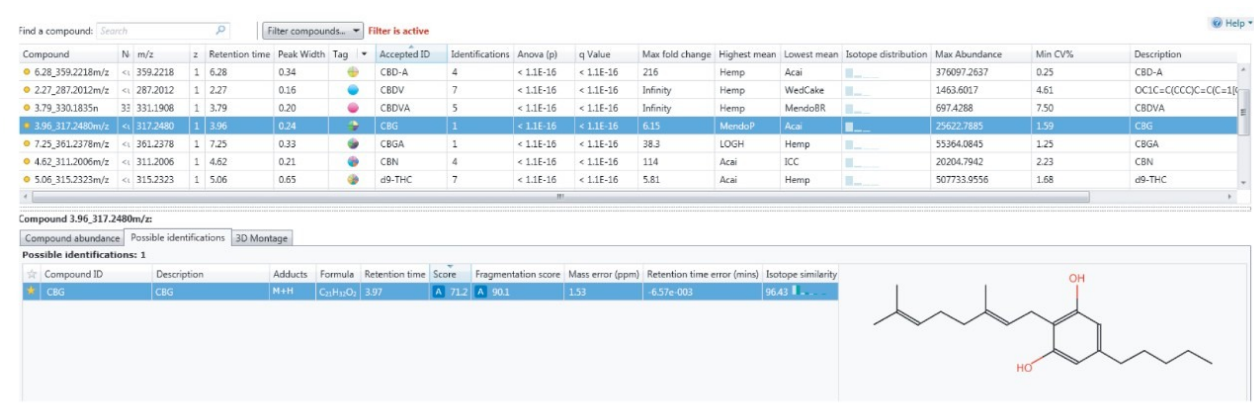 Help
Find a compound: Search Filter compounds... Filter is active
Compound m/z z Retention time Peak Width Tag Accepted ID Identifications Anova (p) q Value Max fold change Highest mean Lowest mean Isotope distribution Max Abundance Min CV% Description
6.28_359.2218m/z 359.2218 1 6.28 0.34 CBD-A 4 < 1.1E-16 < 1.1E-16 216 Hemp Acai 376097.2637 0.25 CBD-A
2.27_287.2012m/z 287.2012 1 2.27 0.16 CBDV 7 < 1.1E-16 < 1.1E-16 Infinity Hemp WedCake 1463.6017 4.61
3.79_330.1835n 331.1908 1 3.79 0.20 CBDVA 5 < 1.1E-16 < 1.1E-16 Infinity Hemp MendoBR 697.4288 7.50 CBDVA
3.96_317.2480m/z 317.2480 1 3.96 0.24 CBG 1 < 1.1E-16 < 1.1E-16 6.15 MendoP Acai 25622.7885 1.59 CBG
7.25_361.2378m/z 361.2378 1 7.25 0.33 CBGA 1 < 1.1E-16 < 1.1E-16 38.3 LOGH Hemp 55364.0845 1.25 CBGA
4.62_311.2006m/z 311.2006 1 4.62 0.21 CBN 4 < 1.1E-16 < 1.1E-16 114 Acai ICC 20204.7942 2.23 CBN
5.06_315.2323m/z 315.2323 1 5.06 0.65 d9-THC 7 < 1.1E-16 < 1.1E-16 5.81 Acai Hemp 507733.9556 1.68 d9-THC
Compound 3.96_317.2480m/z:
Compound abundance Possible identifications 3D Montage
Possible identifications: 1
Compound ID Description Adducts Formula Retention time Score Fragmentation score Mass error (ppm) Retention time error (mins) Isotope similarity
CBG CBG M+H C₂₁H₃₂O₂ 3.97 A 71.2 A 90.1 1.53 -6.57e-003 96.43
OH
HO